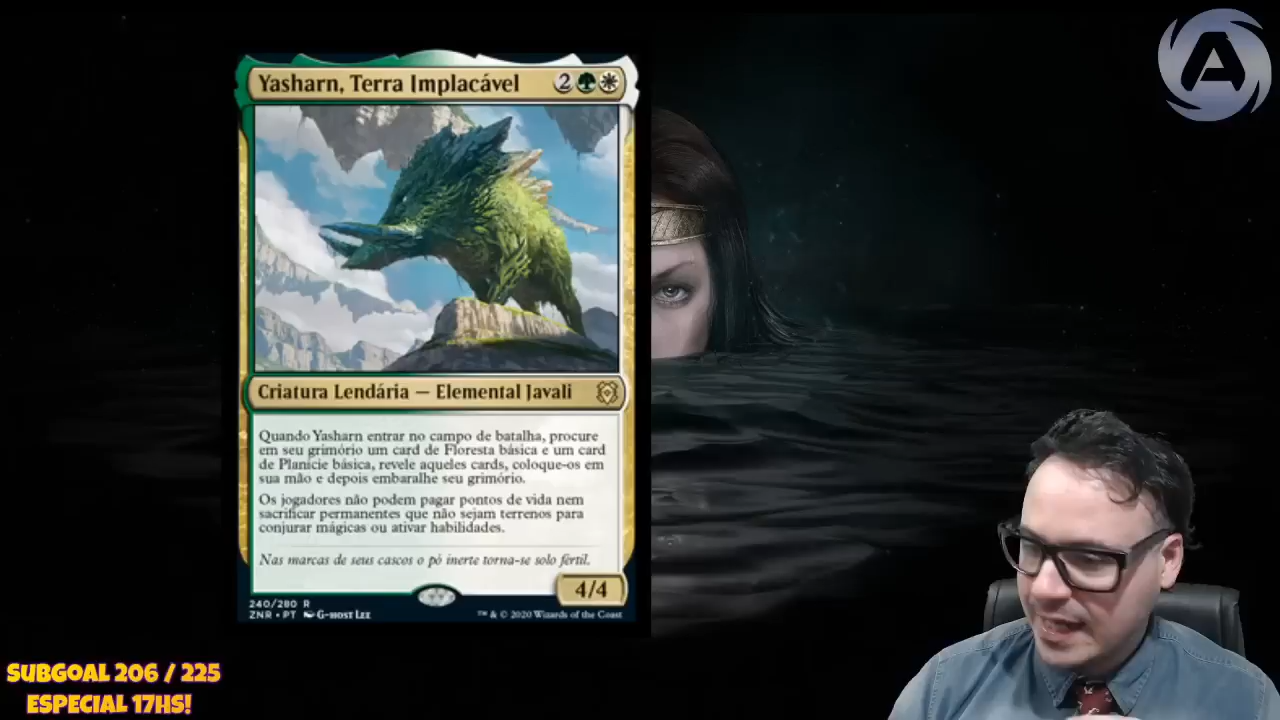 Yasharn, Terra Implacável 2
Criatura Lendária — Elemental Javali
Quando Yasharn entrar no campo de batalha, procure
em seu grimório um card de Floresta básica e um card
de Planície básica, revele aqueles cards, coloque-os em
sua mão e depois embaralhe seu grimório.
Os jogadores não podem pagar pontos de vida nem
sacrificar permanentes que não sejam terrenos para
conjurar mágicas ou ativar habilidades.
Nas marcas de seus cascos o pó inerte torna-se solo fértil.
4/4
240/280 R
ZNR • PT G-host Lee
™ & © 2020 Wizards of the Coast
A
SUBGOAL 206 / 225
ESPECIAL 17HS!